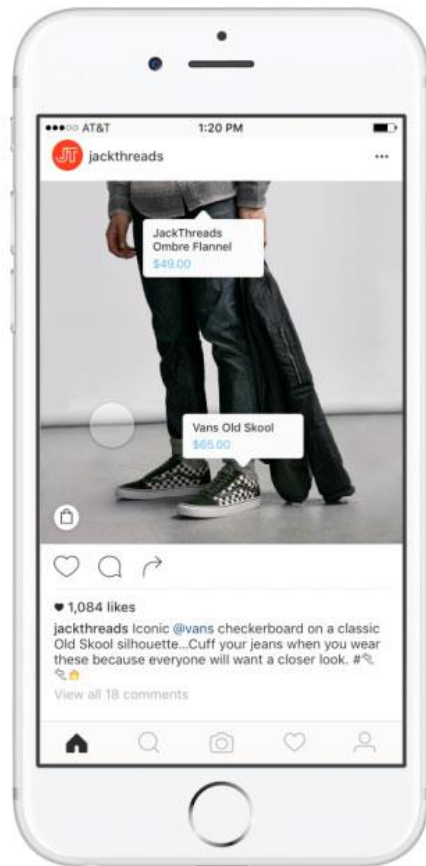 AT&T 1:20 PM
JT jackthreads
JackThreads
Ombre Flannel
$49.00
Vans Old Skool
$65.00
1,084 likes
jackthreads Iconic @vans checkerboard on a classic
Old Skool silhouette...Cuff your jeans when you wear
these because everyone will want a closer look. #
View all 18 comments